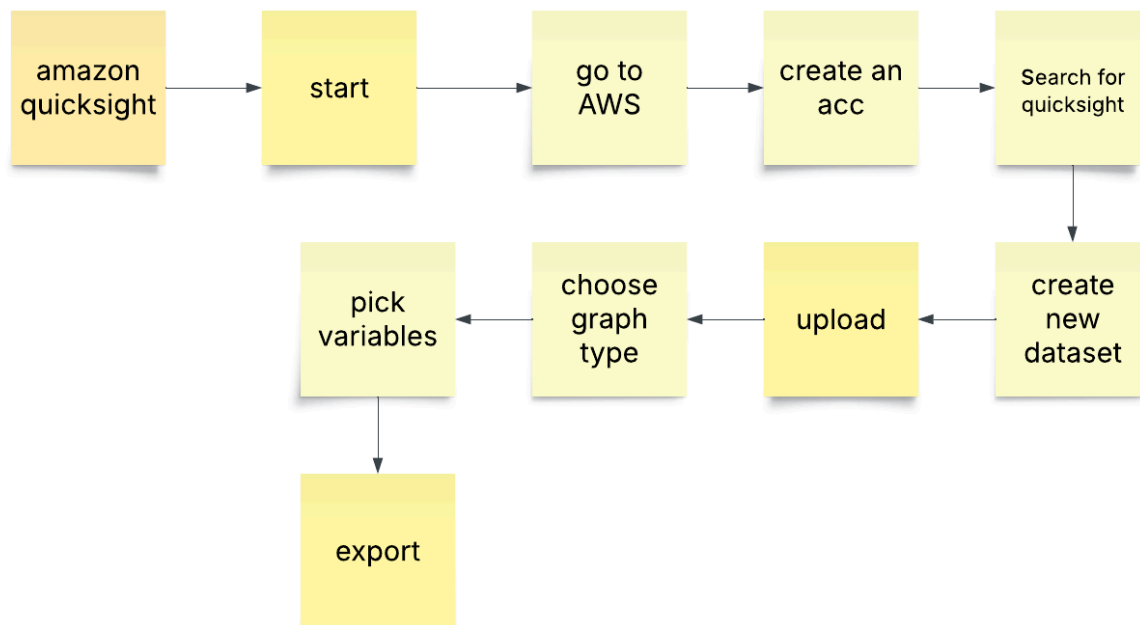 amazon
quicksight
start
go to
AWS
create an
acc
Search for
quicksight
create
new
dataset
upload
choose
graph
type
pick
variables
export